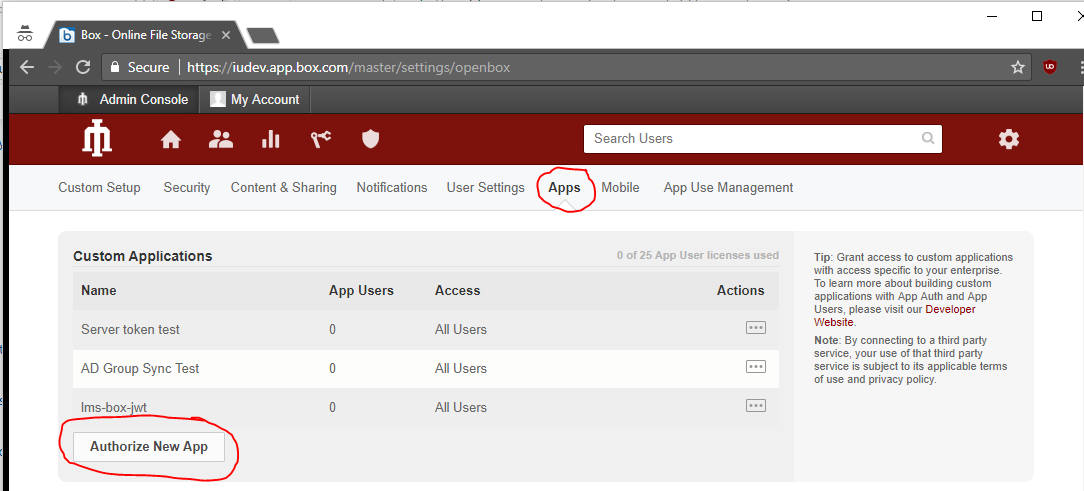 Box - Online File Storage
Secure | https://iudev.app.box.com/master/settings/openbox
Admin Console My Account
Search Users
Custom Setup Security Content & Sharing Notifications User Settings Apps Mobile App Use Management
Custom Applications 0 of 25 App User licenses used
Name App Users Access Actions
Server token test 0 All Users
AD Group Sync Test 0 All Users
lms-box-jwt 0 All Users
Authorize New App
Tip: Grant access to custom applications
with access specific to your enterprise.
To learn more about building custom
applications with App Auth and App
Users, please visit our Developer
Website.
Note: By connecting to a third party
service, your use of that third party
service is subject to its applicable terms
of use and privacy policy.